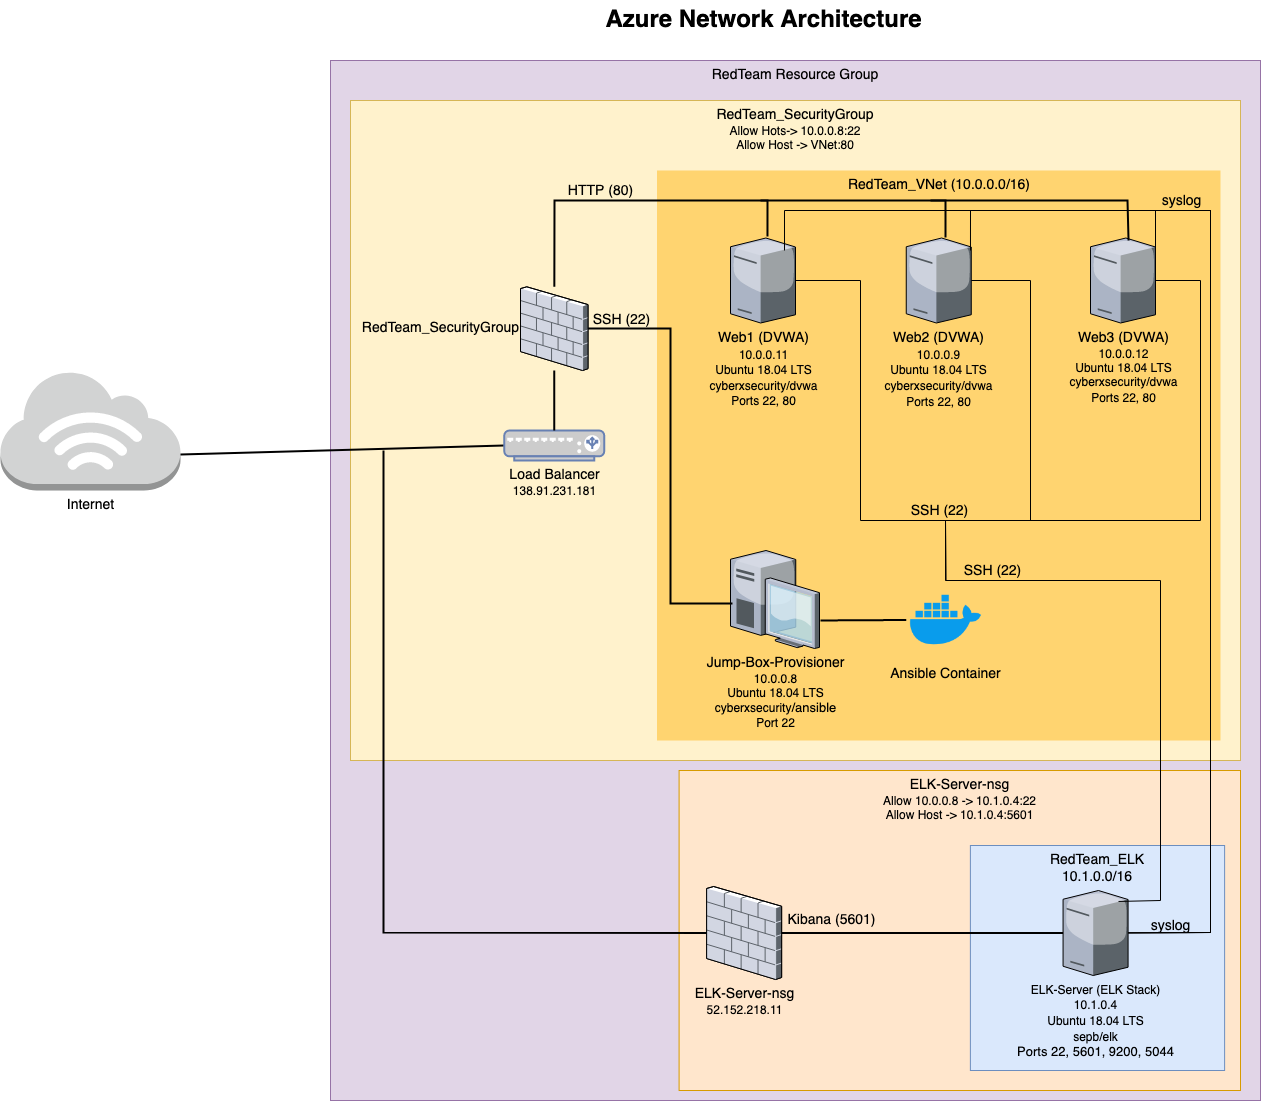 Azure Network Architecture
RedTeam Resource Group
RedTeam_SecurityGroup
Allow Hots-> 10.0.0.8:22
Allow Host -> VNet:80
HTTP (80)
RedTeam_VNet (10.0.0.0/16)
syslog
RedTeam_SecurityGroup
SSH (22)
Web1 (DVWA)
10.0.0.11
Ubuntu 18.04 LTS
cyberxsecurity/dvwa
Ports 22, 80
Web2 (DVWA)
10.0.0.9
Ubuntu 18.04 LTS
cyberxsecurity/dvwa
Ports 22, 80
Web3 (DVWA)
10.0.0.12
Ubuntu 18.04 LTS
cyberxsecurity/dvwa
Ports 22, 80
Internet
Load Balancer
138.91.231.181
SSH (22)
SSH (22)
Jump-Box-Provisioner
10.0.0.8
Ubuntu 18.04 LTS
cyberxsecurity/ansible
Port 22
Ansible Container
ELK-Server-nsg
Allow 10.0.0.8 -> 10.1.0.4:22
Allow Host -> 10.1.0.4:5601
RedTeam_ELK
10.1.0.0/16
Kibana (5601)
syslog
ELK-Server-nsg
52.152.218.11
ELK-Server (ELK Stack)
10.1.0.4
Ubuntu 18.04 LTS
sepb/elk
Ports 22, 5601, 9200, 5044